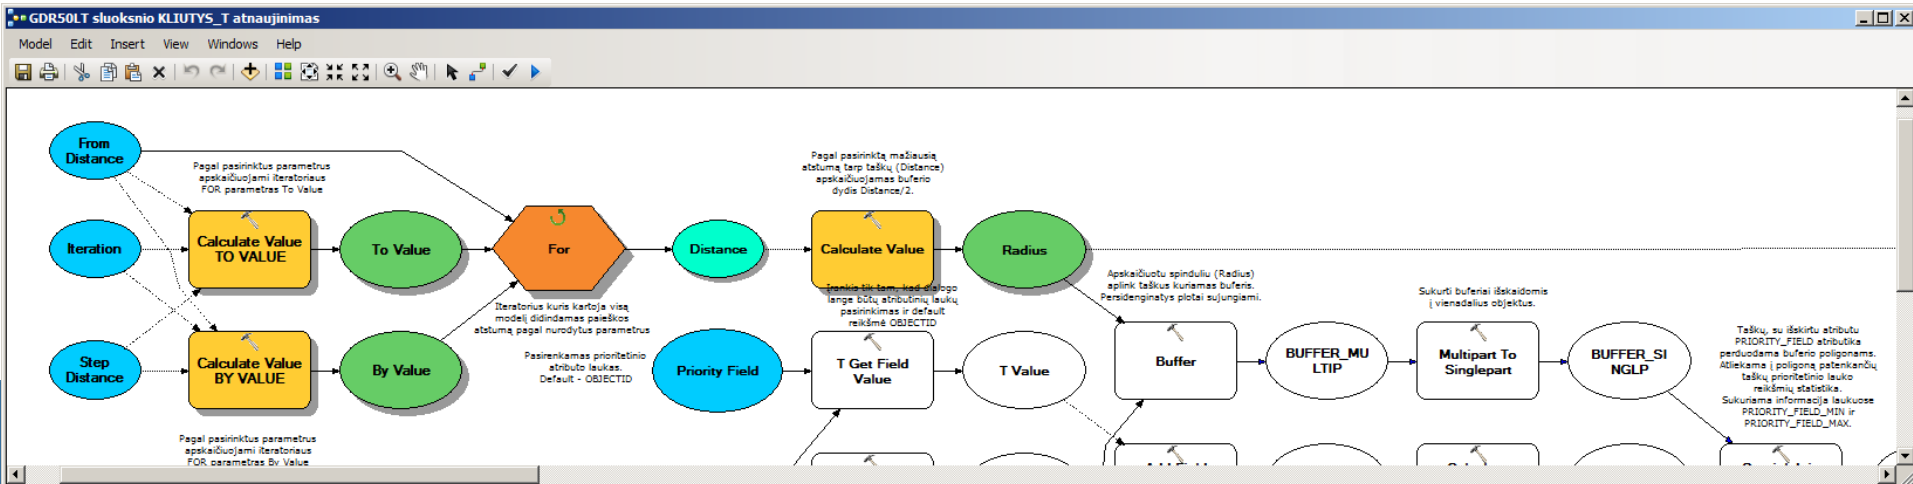 GDR50LT sluoksnio KLIUTYS_T atnaujinimas
Model Edit Insert View Windows Help
From
Distance
Pagal pasirinktus parametrus
apskaičiuojami iteratoriaus
FOR parametras To Value
Pagal pasirinktą mažiausią
atstumą tarp taškų (Distance)
apskaičiuojamas buferio
dydis Distance/2.
Iteration
Calculate Value
TO VALUE
To Value
For
Distance
Calculate Value
Radius
Iteratorius kuris kartoja visą
modelį didindamas paieškos
atstumą pagal nurodytus parametrus
Įrankis tik tam, kad dialogo
lange būtų atributinių laukų
pasirinkimas ir default
reikšmė OBJECTID
Apskaičiuotu spinduliu (Radius)
aplink taškus kuriamas buferis.
Persidenginatys plotai sujungiami.
Sukurti buferiai išskaidomis
į vienadalius objektus.
Step
Distance
Calculate Value
BY VALUE
By Value
Pasirenkamas prioritetinio
atributo laukas.
Default - OBJECTID
Priority Field
T Get Field
Value
T Value
Buffer
BUFFER_MU
LTIP
Multipart To
Singlepart
BUFFER_SI
NGLP
Taškų, su išskirtu atributu
PRIORITY_FIELD atributika
perduodama buferio poligonams.
Atliekama į poligoną patenkančių
taškų prioritetinio lauko
reikšmių statistika.
Sukuriama informacija laukuose
PRIORITY_FIELD_MIN ir
PRIORITY_FIELD_MAX.
Pagal pasirinktus parametrus
apskaičiuojami iteratoriaus
FOR parametras By Value